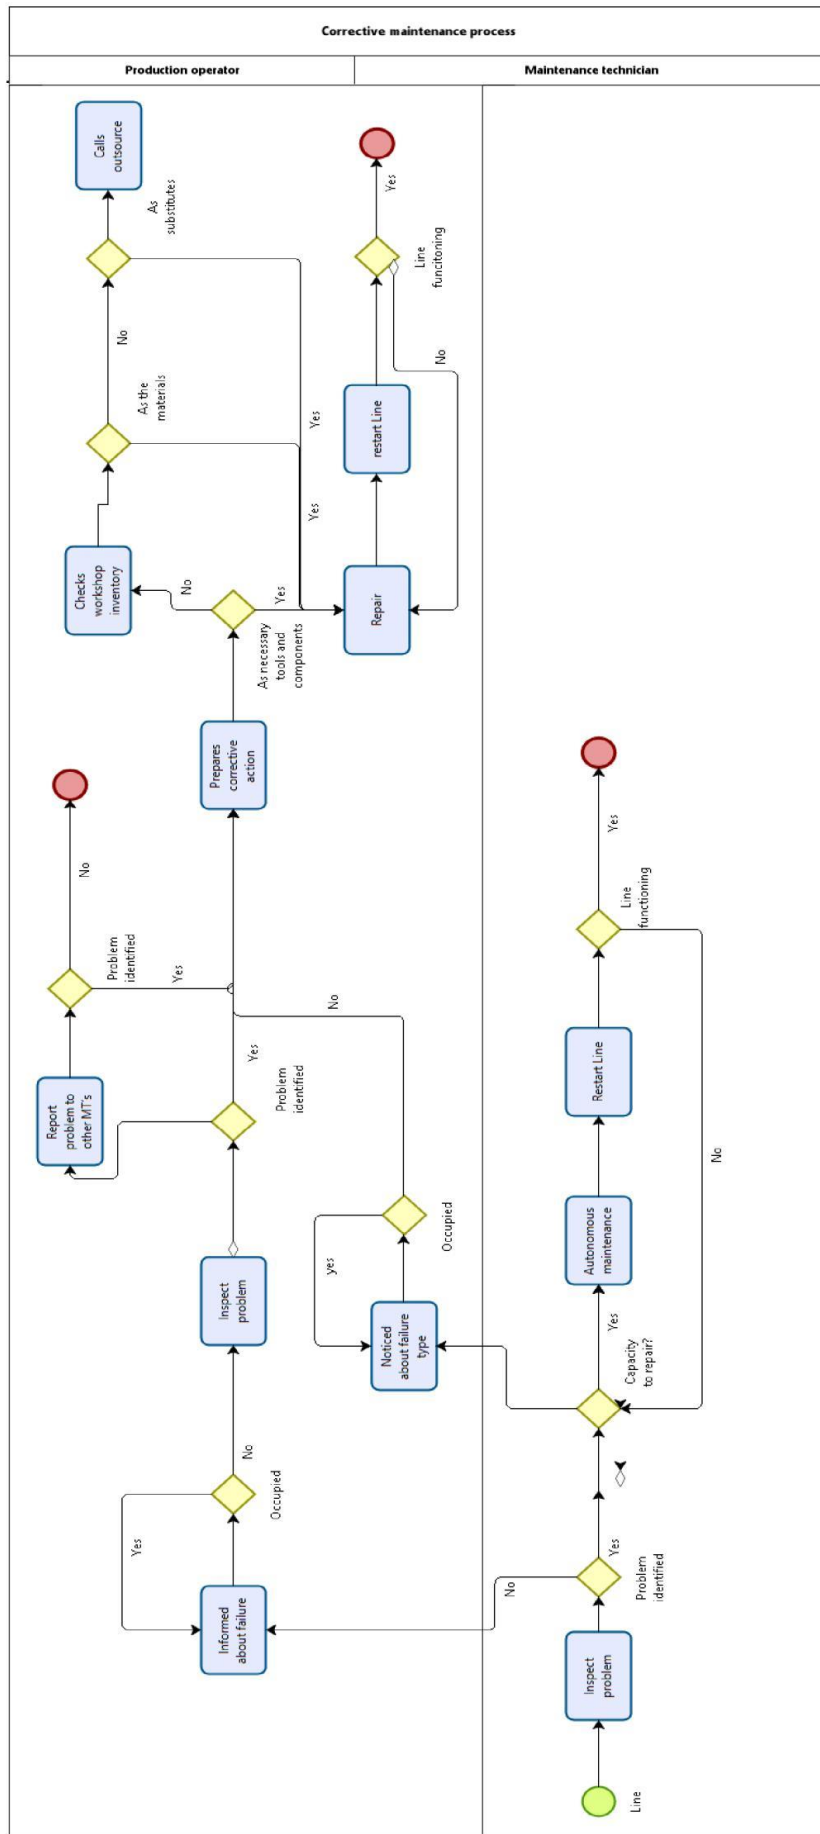 Corrective maintenance process
Production operator
Maintenance technician
Calls
outsource
As
substitutes
Yes
Line
funcitoning
No
As the
materials
No
Yes
Yes
restart Line
Checks
workshop
inventory
No
Yes
As necessary
tools and
components
Repair
Prepares
corrective
action
No
Problem
identified
Yes
Report
problem to
other MT's
Yes
Problem
identified
No
Yes
Line
functioning
Restart Line
No
Inspect
problem
yes
Occupied
Noticed
about failure
type
Autonomous
maintenance
Yes
Capacity
to repair?
No
Occupied
Yes
Informed
about failure
No
Yes
Problem
identified
Inspect
problem
Line